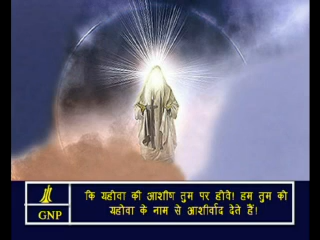 कि यहोवा की आशीष तुम पर होवे! हम तुम को
यहोवा के नाम से आशीर्वाद देते हैं!
GNP